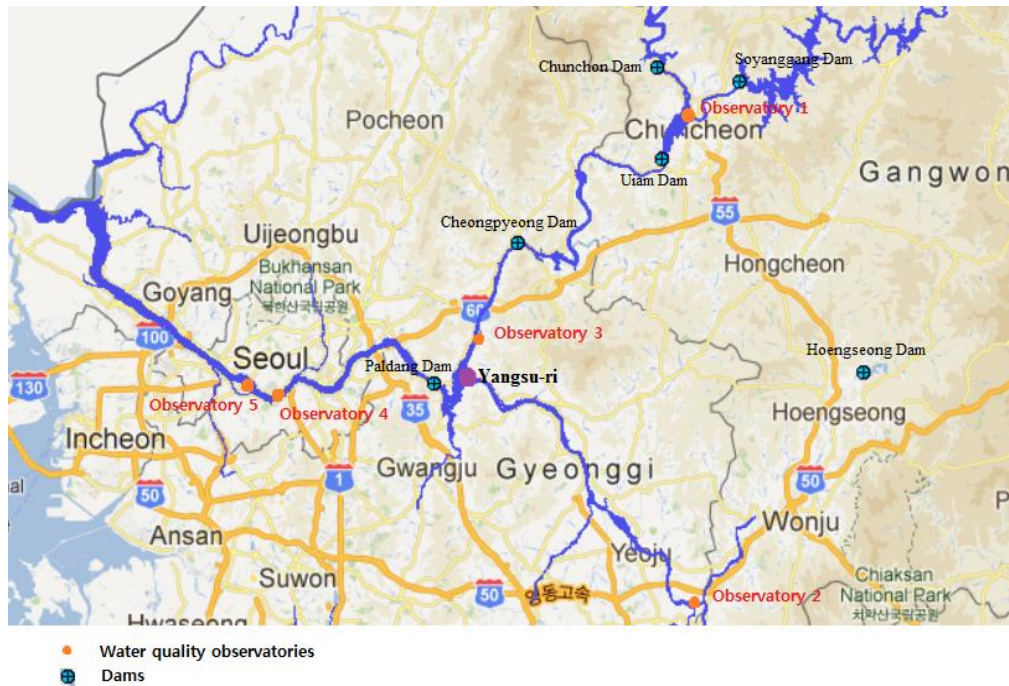 Chunchon Dam
Soyanggang Dam
Observatory 1
Chuncheon
Pocheon
Uiam Dam
Gangwon
55
Cheongpyeong Dam
Uijeongbu
Bukhansan
National Park
북한산국립공원
Hongcheon
Goyang
60
100
Observatory 3
Hoengseong Dam
Seoul
Paldang Dam
Yangsu-ri
130
Observatory 5
Observatory 4
35
Hoengseong
Incheon
Gwangju
Gyeonggi
1
50
50
Wonju
Ansan
Yeoju
Suwon
50
영동고속
Observatory 2
Chiaksan
National Park
치악산국립공원
Hwaseong
Water quality observatories
Dams